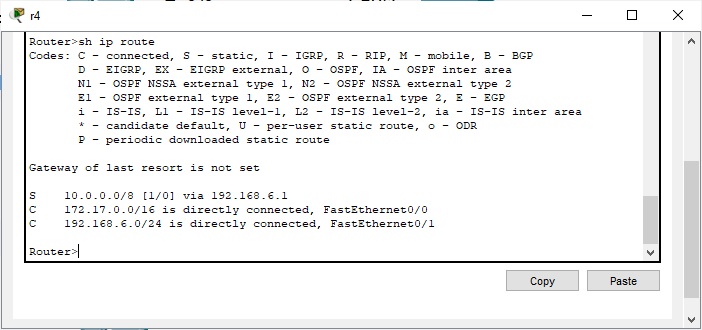 r4
Router>sh ip route
Codes: C - connected, S - static, I - IGRP, R - RIP, M - mobile, B - BGP
D - EIGRP, EX - EIGRP external, O - OSPF, IA - OSPF inter area
N1 - OSPF NSSA external type 1, N2 - OSPF NSSA external type 2
E1 - OSPF external type 1, E2 - OSPF external type 2, E - EGP
i - IS-IS, L1 - IS-IS level-1, L2 - IS-IS level-2, ia - IS-IS inter area
* - candidate default, U - per-user static route, o - ODR
P - periodic downloaded static route
Gateway of last resort is not set
S 10.0.0.0/8 [1/0] via 192.168.6.1
C 172.17.0.0/16 is directly connected, FastEthernet0/0
C 192.168.6.0/24 is directly connected, FastEthernet0/1
Router>
Copy Paste